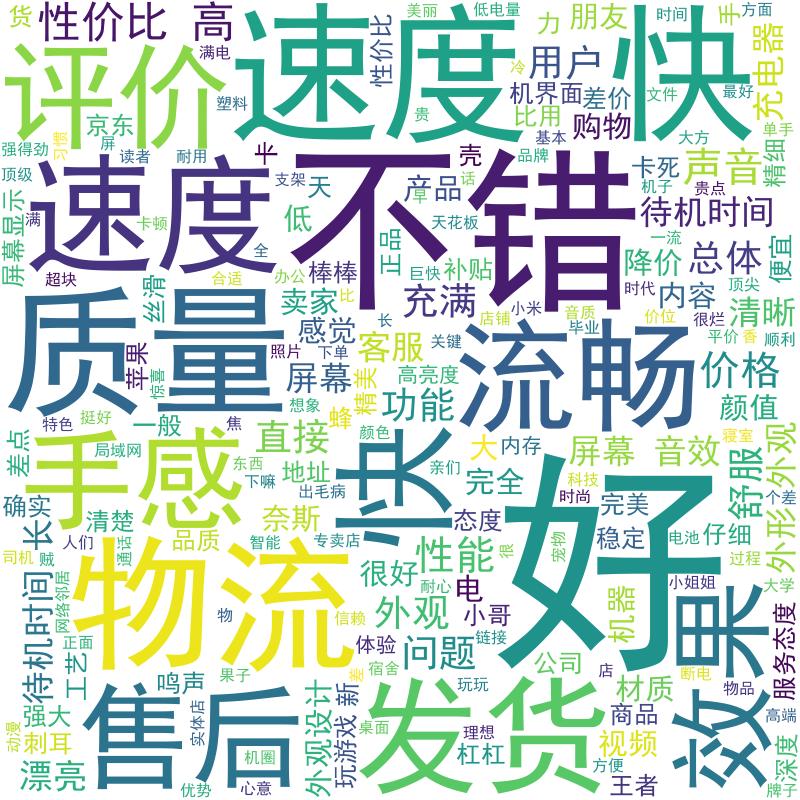 性价比 高
货
满电
评价
速度
塑料
性价比
美丽
低电量
贵
冷
力
朋友
用户
机界面
比用
差价
购物
基本
手
时间
方面
快
充电器
文件
最好
大方
单手
京东
屏
强得劲
习惯
顶级
读者
耐用
卡
支架
天
低
速度
不错
产品
草
话
天花板
壳
品牌
卡死
机子
贵点
声音
精细
待机时间
一流
总体
顶尖
便宜
屏幕显示
满
卡顿
超块
全
合适
办公
棒棒
正品
巨快
补贴
充满
降价
时代
内容
清晰
很烂
丝滑
卖家
比
长
店铺
小米
音质
毕业
价位
平价
香
顺利
质量
苹果
惊喜
感觉
照片
下单
屏幕
客服
关键
流畅
价格
颜值
特色
挺好
焦
想象
蜂
精美
高亮度
功能
差点
一般
局域网
手感
东西
下嘛
直接
地址
颜色
快
亲们
大
内存
屏幕 音效
寝室
科技
舒服
外形外观
个差
确实
长
清楚
奈斯
出毛病
完全
时尚
完美
态度
稳定
电池
仔细
过程
司机
贼
人们
通话
品质
智能
专卖店
很
宠物
好
物流
性能
很好
耐心
电
小姐姐
大学
待机时间
网络邻居
正面
工艺
物
信赖
外观
小哥
机器
效果
服务态度
体验
问题
链接
差
宿舍
公司
店
断电
鸣声
果子
强大
刺耳
动漫
漂亮
售后
实体店
优势
机圈
心意
外观设计
玩游戏 新
桌面
发货
玩玩
理想
杠杠
方便
材质
商品
视频
王者
物品
高端
深度
牌子